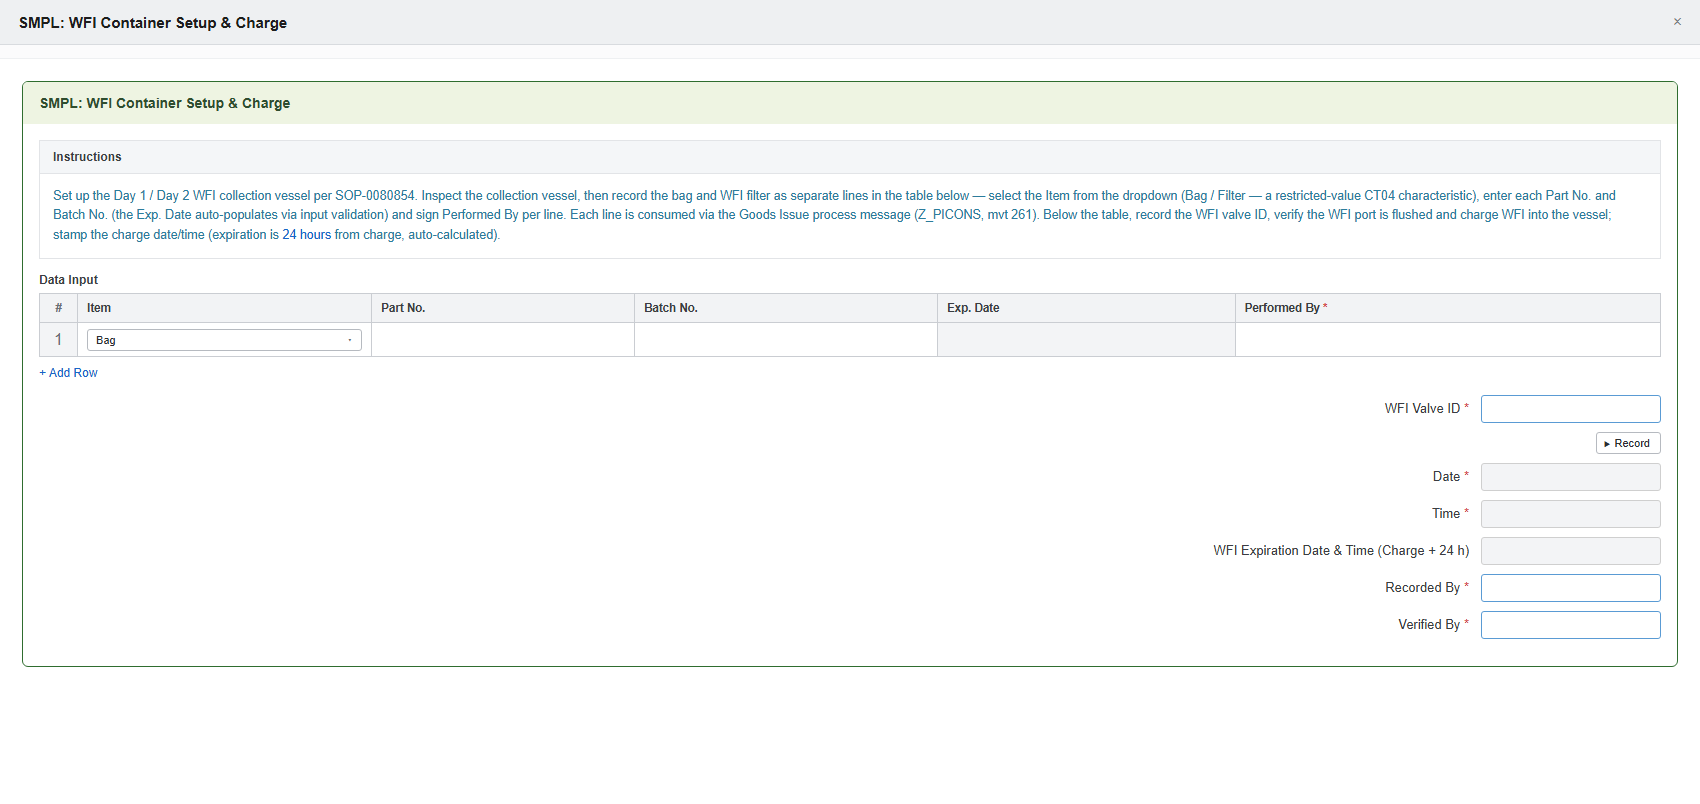 SMPL: WFI Container Setup & Charge
×
SMPL: WFI Container Setup & Charge
Instructions
Set up the Day 1 / Day 2 WFI collection vessel per SOP-0080854. Inspect the collection vessel, then record the bag and WFI filter as separate lines in the table below — select the Item from the dropdown (Bag / Filter — a restricted-value CT04 characteristic), enter each Part No. and
Batch No. (the Exp. Date auto-populates via input validation) and sign Performed By per line. Each line is consumed via the Goods Issue process message (Z_PICONS, mvt 261). Below the table, record the WFI valve ID, verify the WFI port is flushed and charge WFI into the vessel;
stamp the charge date/time (expiration is 24 hours from charge, auto-calculated).
Data Input
# Item Part No. Batch No. Exp. Date Performed By *
1 Bag
+ Add Row
WFI Valve ID *
▸ Record
Date *
Time *
WFI Expiration Date & Time (Charge + 24 h)
Recorded By *
Verified By *